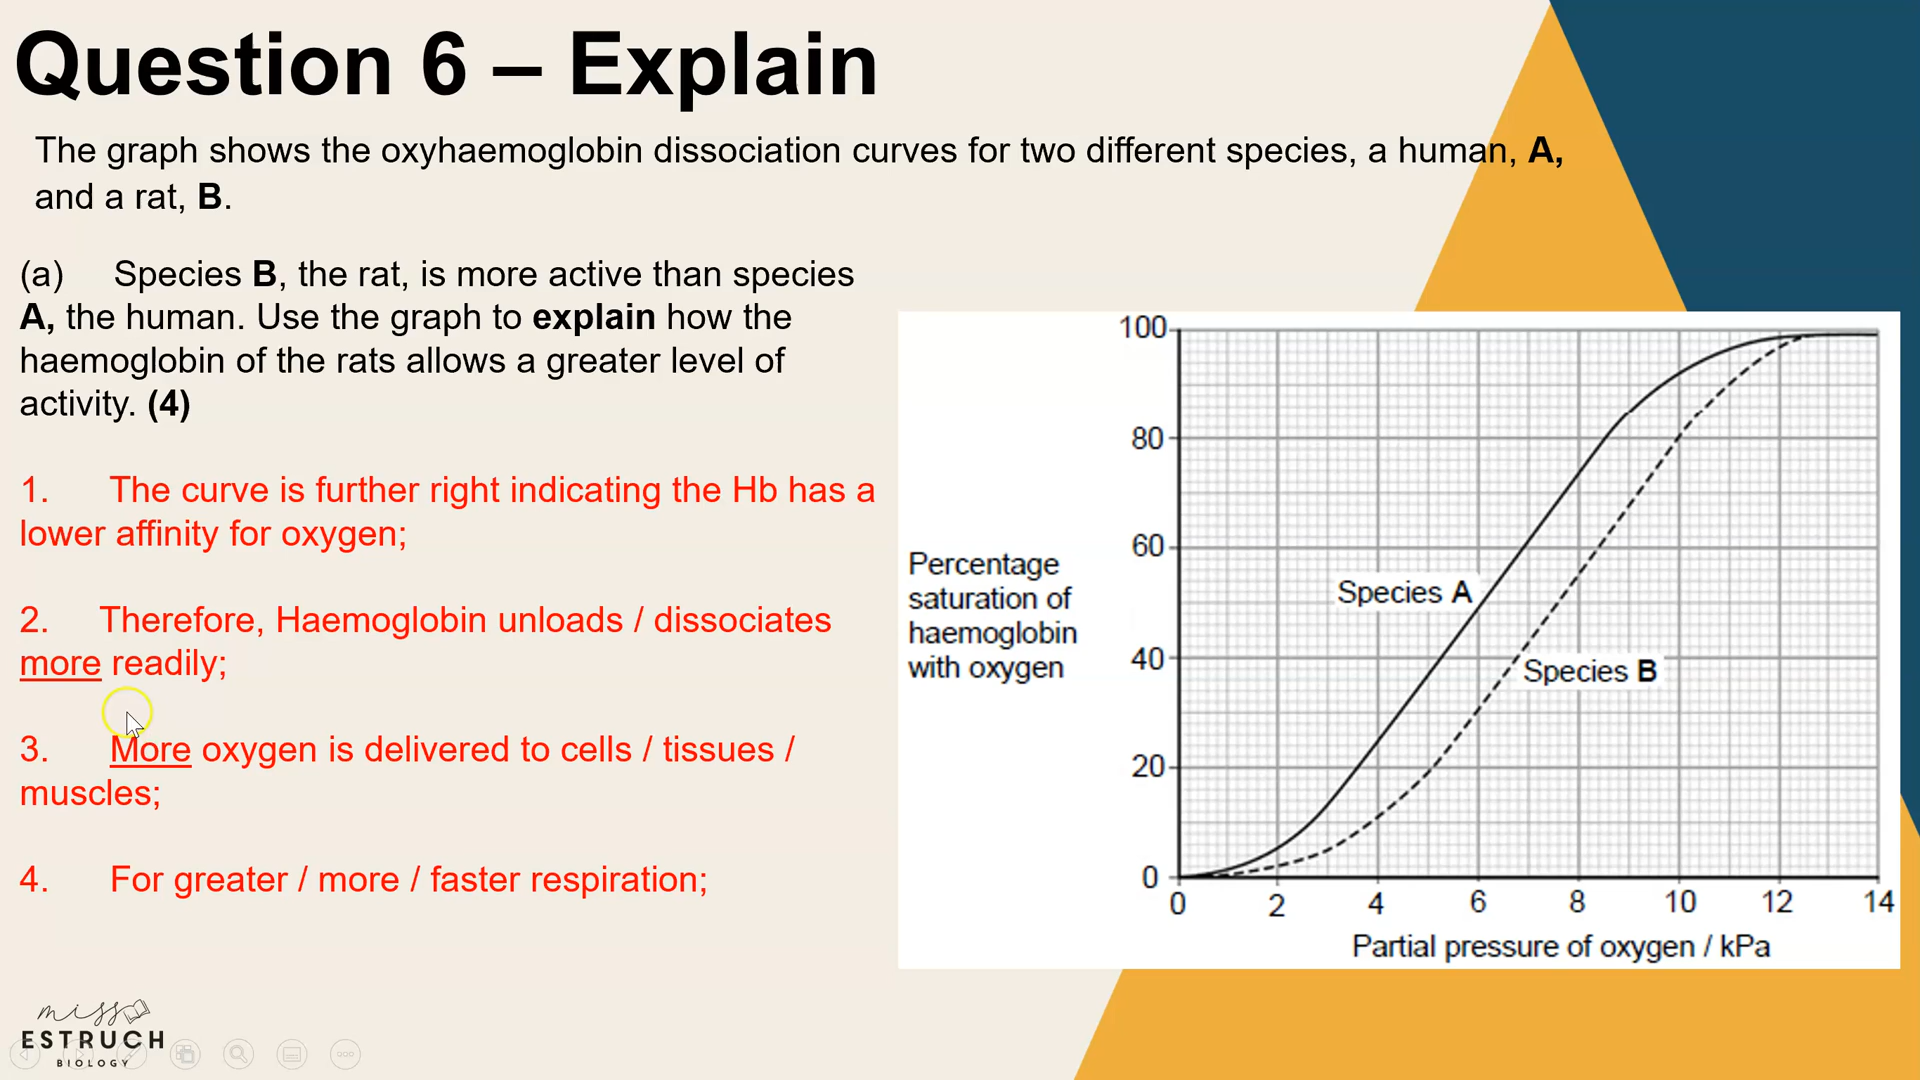 Question 6 – Explain
The graph shows the oxyhaemoglobin dissociation curves for two different species, a human, A,
and a rat, B.
(a) Species B, the rat, is more active than species
A, the human. Use the graph to explain how the
haemoglobin of the rats allows a greater level of
activity. (4)
1. The curve is further right indicating the Hb has a
lower affinity for oxygen;
2. Therefore, Haemoglobin unloads / dissociates
more readily;
3. More oxygen is delivered to cells / tissues /
muscles;
4. For greater / more / faster respiration;
Percentage
saturation of
haemoglobin
with oxygen
100
80
60
40
20
0
Species A
Species B
0 2 4 6 8 10 12 14
Partial pressure of oxygen / kPa
miss
ESTRUCH
BIOLOGY